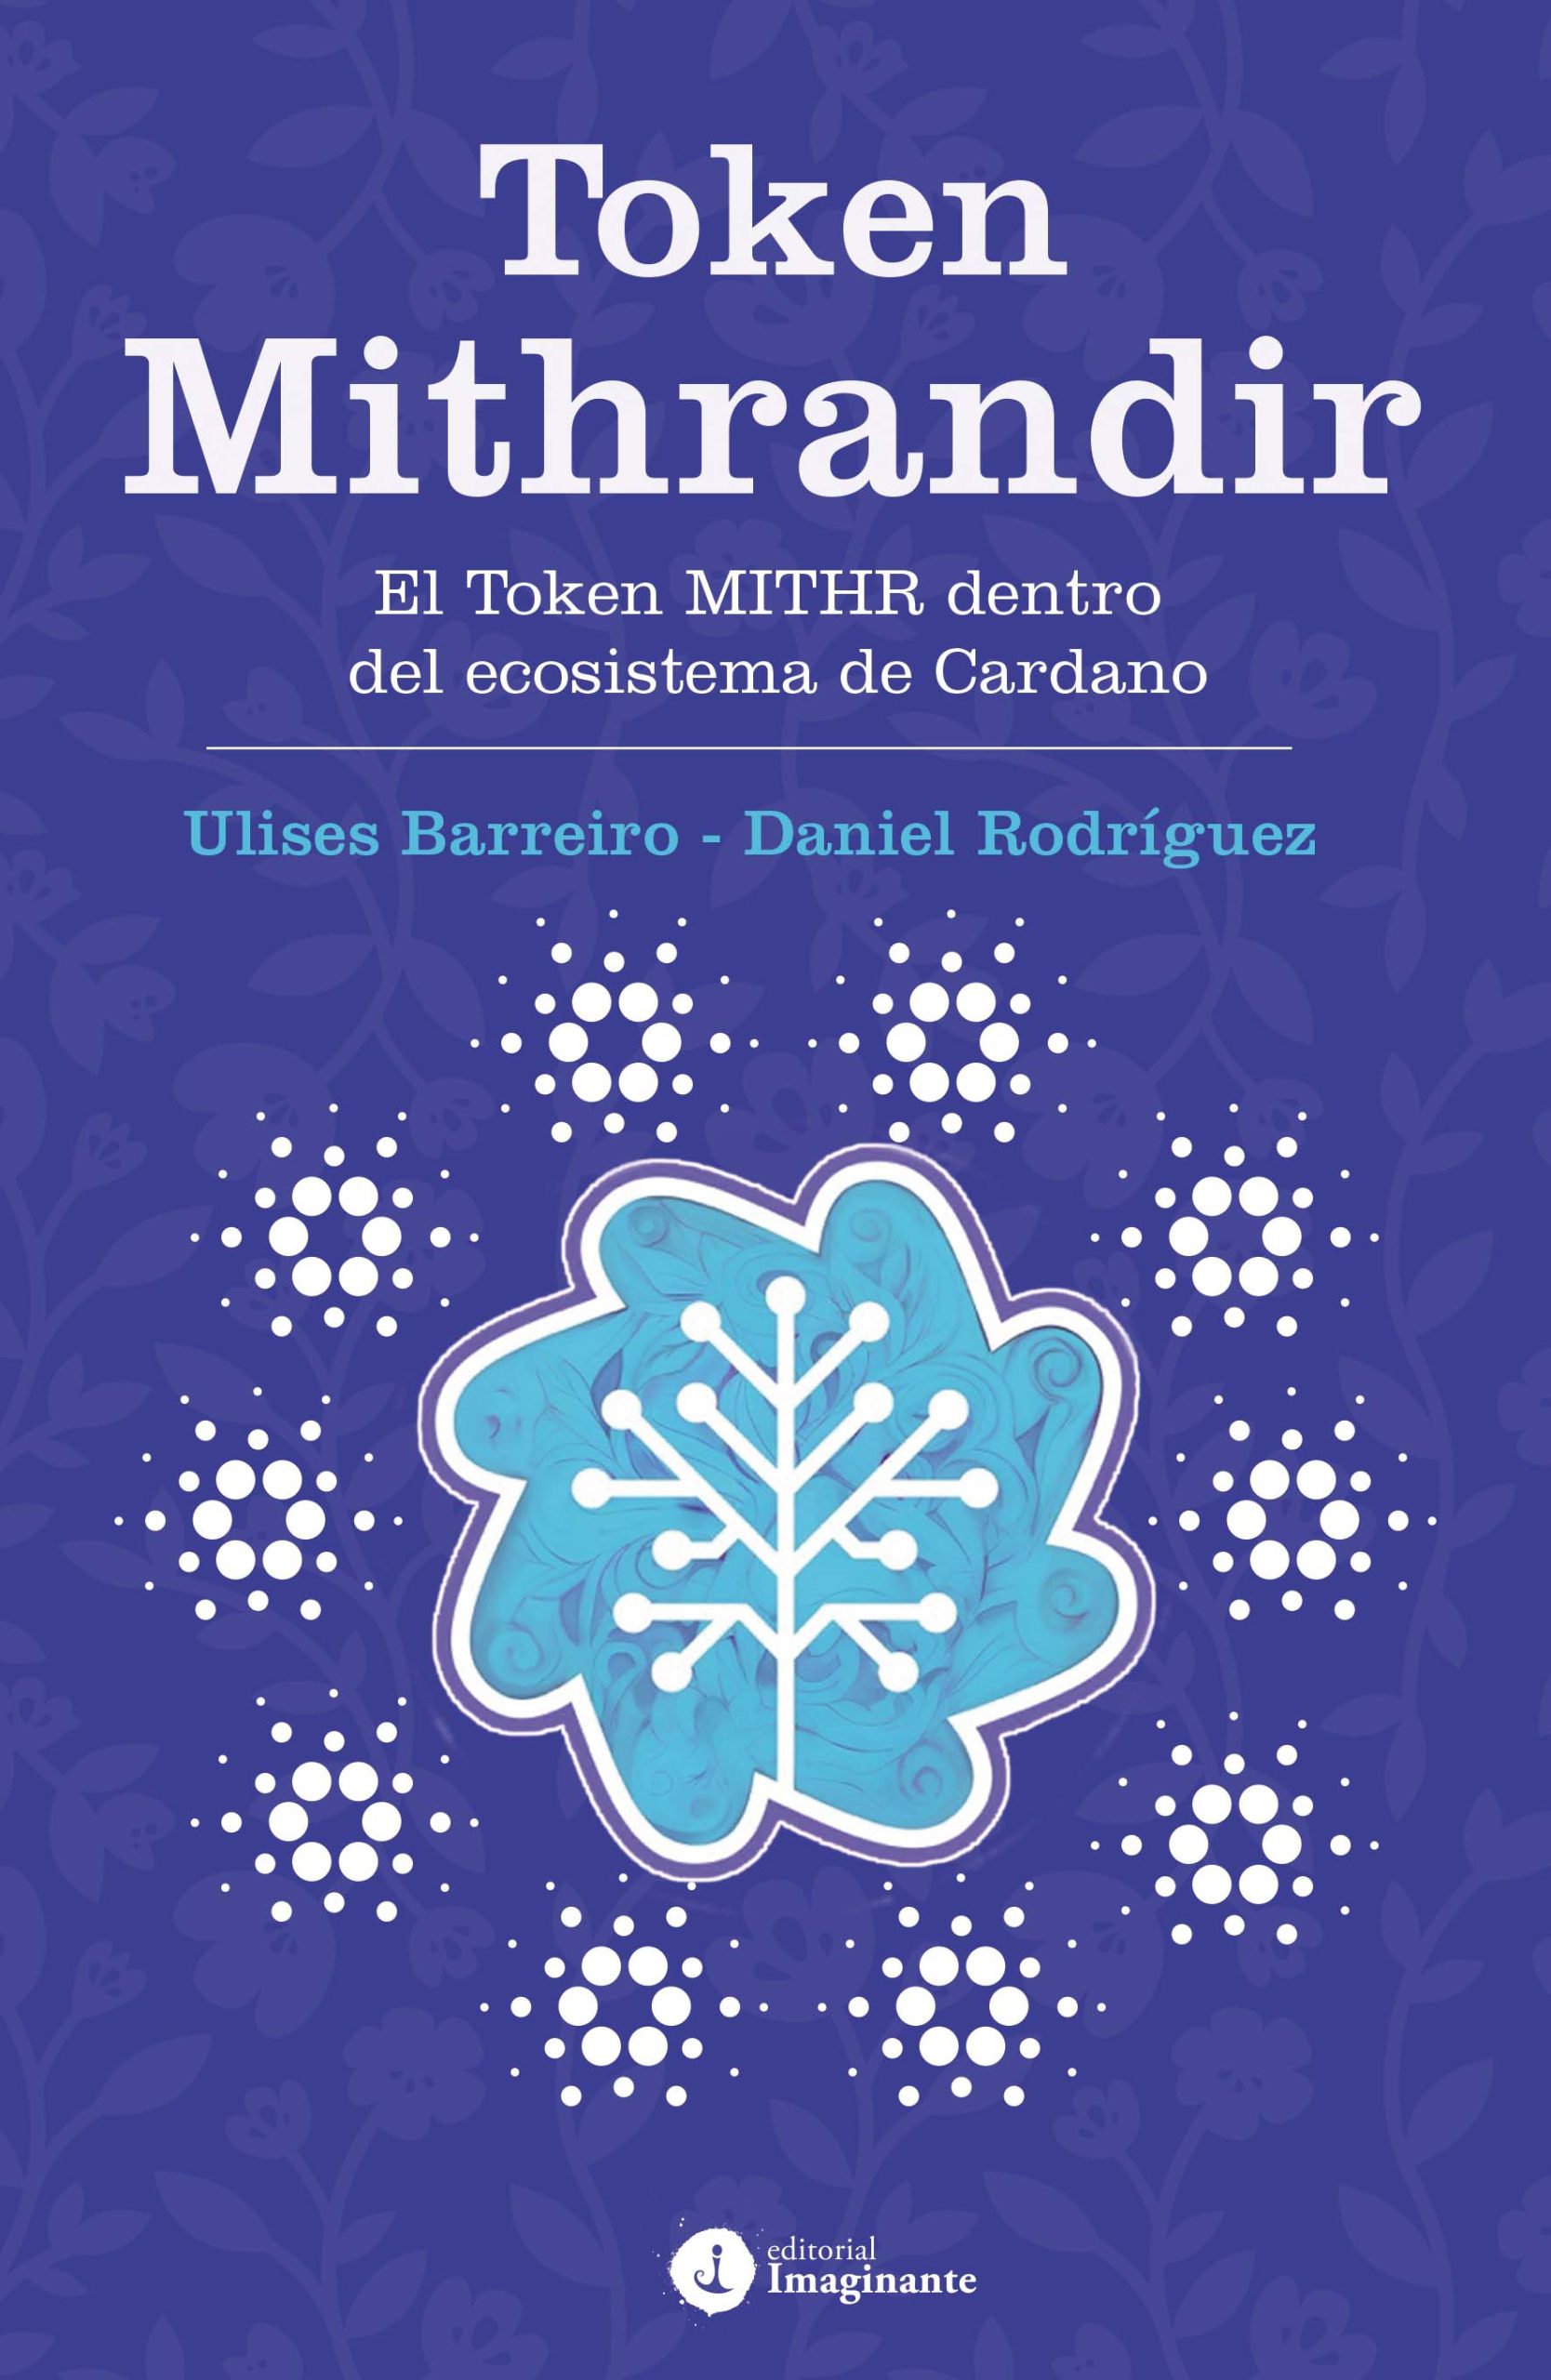 Token
Mithrandir
El Token MITHR dentro
del ecosistema de Cardano
Ulises Barreiro - Daniel Rodríguez
editorial
Imaginante